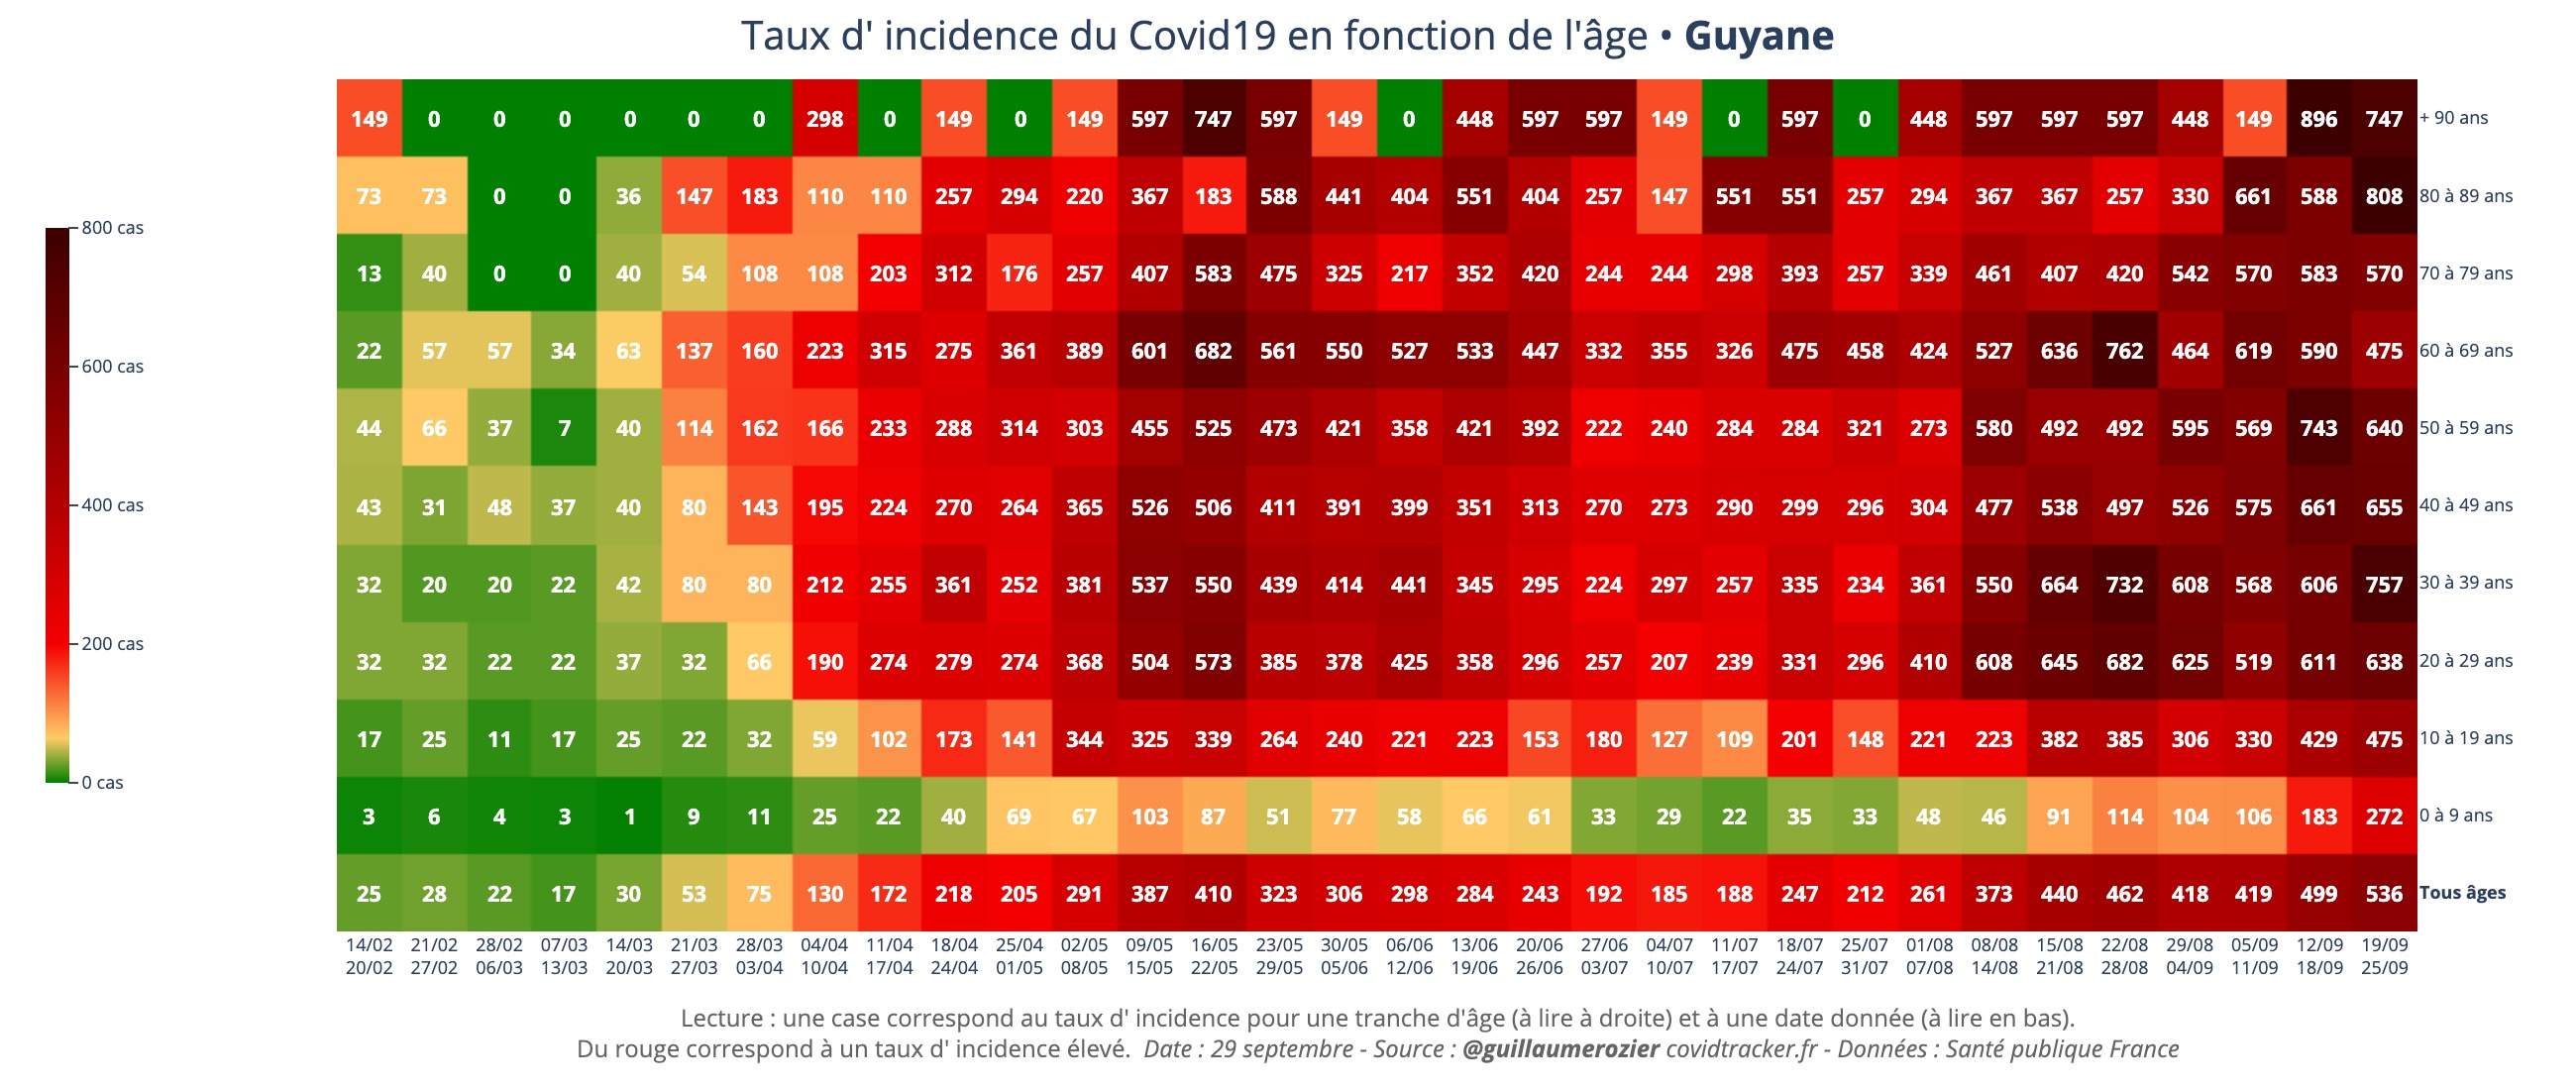 Taux d' incidence du Covid19 en fonction de l'âge • Guyane
149 0 0 0 0 0 0 298 0 149 0 149 597 747 597 149 0 448 597 597 149 0 597 0 448 597 597 597 448 149 896 747 + 90 ans
73 73 0 0 36 147 183 110 110 257 294 220 367 183 588 441 404 551 404 257 147 551 551 257 294 367 367 257 330 661 588 808 80 à 89 ans
800 cas
13 40 0 0 40 54 108 108 203 312 176 257 407 583 475 325 217 352 420 244 244 298 393 257 339 461 407 420 542 570 583 570 70 à 79 ans
22 57 57 34 63 137 160 223 315 275 361 389 601 682 561 550 527 533 447 332 355 326 475 458 424 527 636 762 464 619 590 475 60 à 69 ans
600 cas
44 66 37 7 40 114 162 166 233 288 314 303 455 525 473 421 358 421 392 222 240 284 284 321 273 580 492 492 595 569 743 640 50 à 59 ans
400 cas
43 31 48 37 40 80 143 195 224 270 264 365 526 506 411 391 399 351 313 270 273 290 299 296 304 477 538 497 526 575 661 655 40 à 49 ans
32 20 20 22 42 80 80 212 255 361 252 381 537 550 439 414 441 345 295 224 297 257 335 234 361 550 664 732 608 568 606 757 30 à 39 ans
200 cas
32 32 22 22 37 32 66 190 274 279 274 368 504 573 385 378 425 358 296 257 207 239 331 296 410 608 645 682 625 519 611 638 20 à 29 ans
17 25 11 17 25 22 32 59 102 173 141 344 325 339 264 240 221 223 153 180 127 109 201 148 221 223 382 385 306 330 429 475 10 à 19 ans
0 cas
3 6 4 3 1 9 11 25 22 40 69 67 103 87 51 77 58 66 61 33 29 22 35 33 48 46 91 114 104 106 183 272 0 à 9 ans
25 28 22 17 30 53 75 130 172 218 205 291 387 410 323 306 298 284 243 192 185 188 247 212 261 373 440 462 418 419 499 536 Tous âges
14/02 21/02 28/02 07/03 14/03 21/03 28/03 04/04 11/04 18/04 25/04 02/05 09/05 16/05 23/05 30/05 06/06 13/06 20/06 27/06 04/07 11/07 18/07 25/07 01/08 08/08 15/08 22/08 29/08 05/09 12/09 19/09
20/02 27/02 06/03 13/03 20/03 27/03 03/04 10/04 17/04 24/04 01/05 08/05 15/05 22/05 29/05 05/06 12/06 19/06 26/06 03/07 10/07 17/07 24/07 31/07 07/08 14/08 21/08 28/08 04/09 11/09 18/09 25/09
Lecture : une case correspond au taux d' incidence pour une tranche d'âge (à lire à droite) et à une date donnée (à lire en bas).
Du rouge correspond à un taux d' incidence élevé. Date : 29 septembre - Source : @guillaumerozier covidtracker.fr - Données : Santé publique France